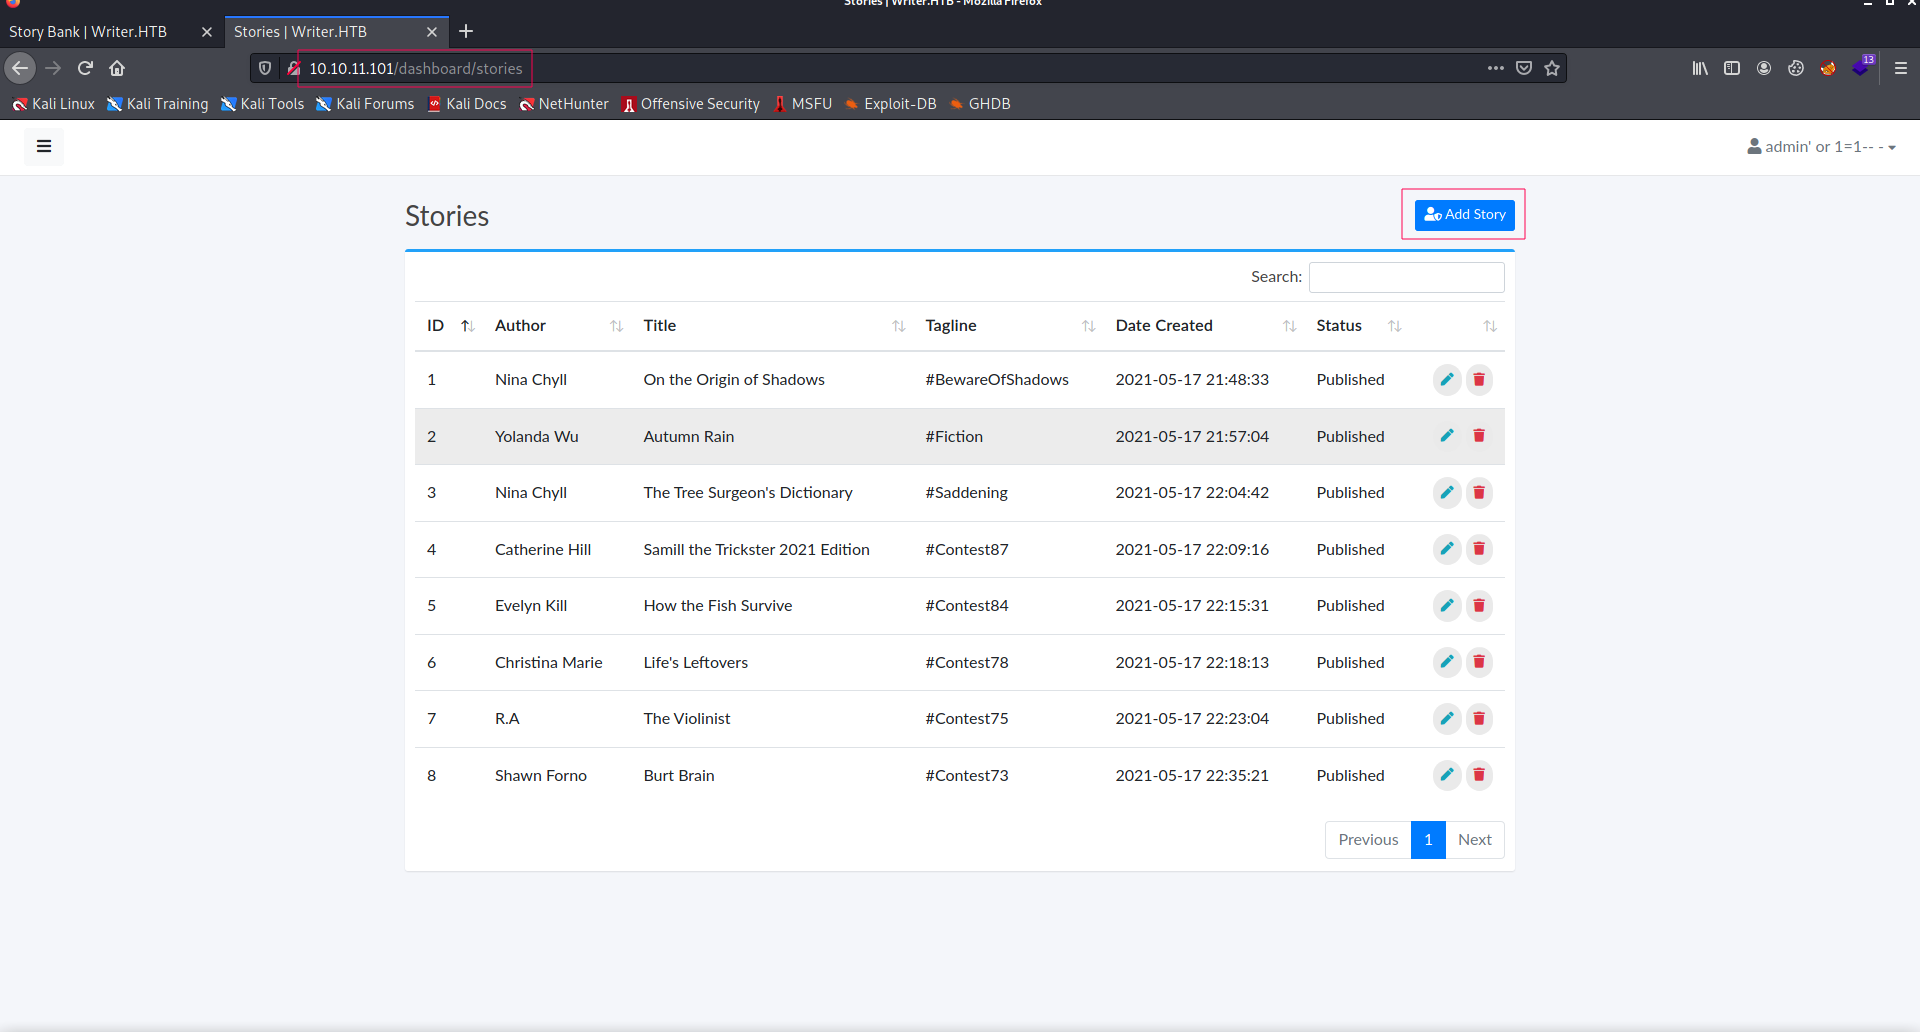 Stories | Writer.HTB - Mozilla Firefox
Story Bank | Writer.HTB
Stories | Writer.HTB
10.10.11.101/dashboard/stories
13
Kali Linux Kali Training Kali Tools Kali Forums Kali Docs NetHunter Offensive Security MSFU Exploit-DB GHDB
admin' or 1=1-- -
Stories
Add Story
Search:
ID Author Title Tagline Date Created Status
1 Nina Chyll On the Origin of Shadows #BewareOfShadows 2021-05-17 21:48:33 Published
2 Yolanda Wu Autumn Rain #Fiction 2021-05-17 21:57:04 Published
3 Nina Chyll The Tree Surgeon's Dictionary #Saddening 2021-05-17 22:04:42 Published
4 Catherine Hill Samill the Trickster 2021 Edition #Contest87 2021-05-17 22:09:16 Published
5 Evelyn Kill How the Fish Survive #Contest84 2021-05-17 22:15:31 Published
6 Christina Marie Life's Leftovers #Contest78 2021-05-17 22:18:13 Published
7 R.A The Violinist #Contest75 2021-05-17 22:23:04 Published
8 Shawn Forno Burt Brain #Contest73 2021-05-17 22:35:21 Published
Previous 1 Next